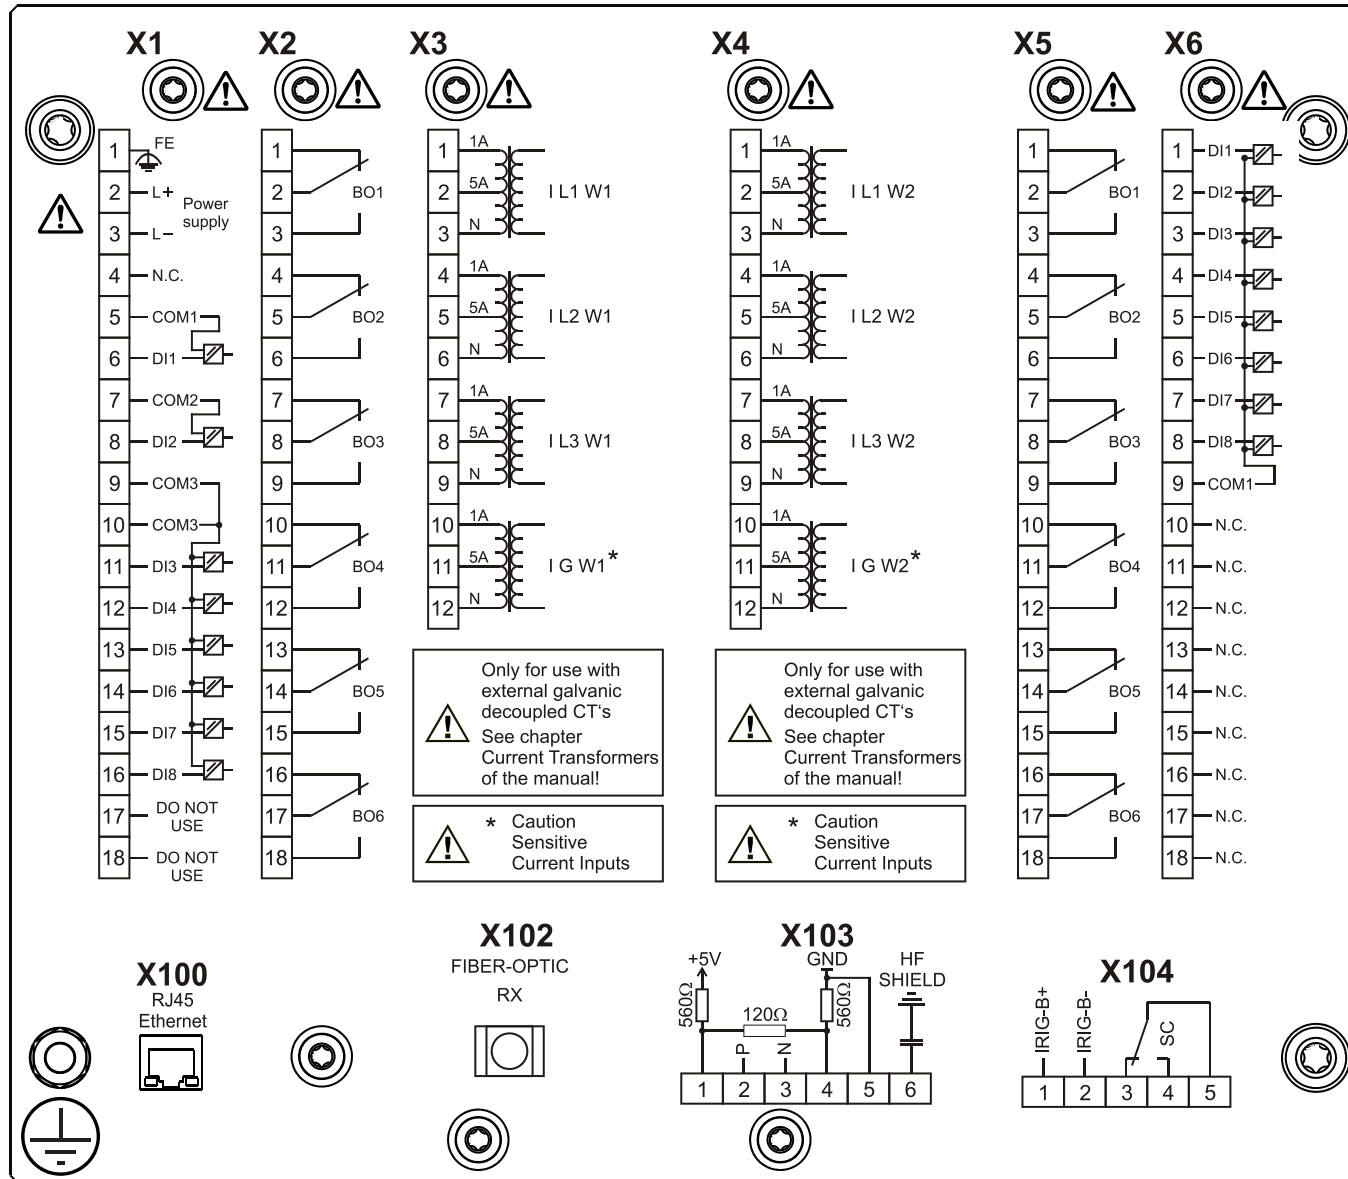 X1
1 FE
2 L+
Power
supply
3 L–
4 N.C.
5 COM1
6 DI1
7 COM2
8 DI2
9 COM3
10 COM3
11 DI3
12 DI4
13 DI5
14 DI6
15 DI7
16 DI8
17 DO NOT
USE
18 DO NOT
USE
X2
1
2 BO1
3
4
5 BO2
6
7
8 BO3
9
10
11 BO4
12
13
14 BO5
15
16
17 BO6
18
X3
1 1A
2 5A I L1 W1
3 N
4 1A
5 5A I L2 W1
6 N
7 1A
8 5A I L3 W1
9 N
10 1A
11 5A I G W1*
12 N
Only for use with
external galvanic
decoupled CT‘s
See chapter
Current Transformers
of the manual!
* Caution
Sensitive
Current Inputs
X4
1 1A
2 5A I L1 W2
3 N
4 1A
5 5A I L2 W2
6 N
7 1A
8 5A I L3 W2
9 N
10 1A
11 5A I G W2*
12 N
Only for use with
external galvanic
decoupled CT‘s
See chapter
Current Transformers
of the manual!
* Caution
Sensitive
Current Inputs
X5
1
2 BO1
3
4
5 BO2
6
7
8 BO3
9
10
11 BO4
12
13
14 BO5
15
16
17 BO6
18
X6
1 DI1
2 DI2
3 DI3
4 DI4
5 DI5
6 DI6
7 DI7
8 DI8
9 COM1
10 N.C.
11 N.C.
12 N.C.
13 N.C.
14 N.C.
15 N.C.
16 N.C.
17 N.C.
18 N.C.
X100
RJ45
Ethernet
X102
FIBER-OPTIC
RX
X103
+5V GND HF
SHIELD
560Ω 120Ω 560Ω
P N
1 2 3 4 5 6
X104
IRIG-B+ IRIG-B- SC
1 2 3 4 5